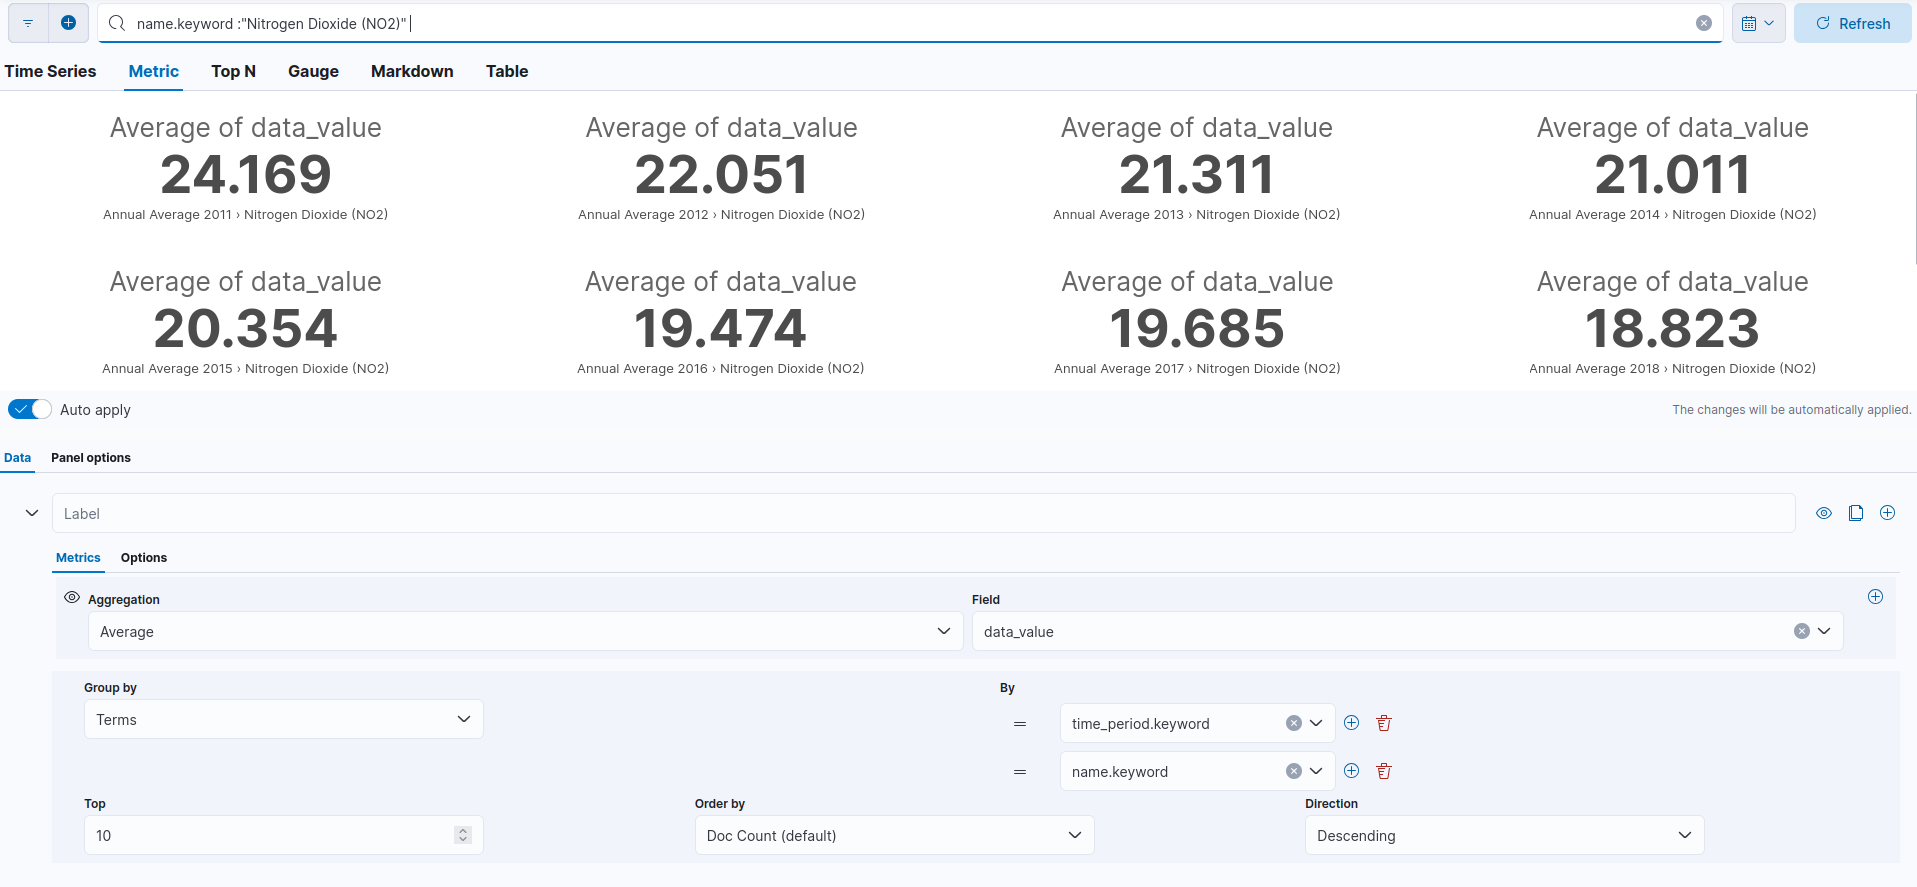 name.keyword :"Nitrogen Dioxide (NO2)"
Refresh
Time Series Metric Top N Gauge Markdown Table
Average of data_value Average of data_value Average of data_value Average of data_value
24.169 22.051 21.311 21.011
Annual Average 2011 › Nitrogen Dioxide (NO2) Annual Average 2012 › Nitrogen Dioxide (NO2) Annual Average 2013 › Nitrogen Dioxide (NO2) Annual Average 2014 › Nitrogen Dioxide (NO2)
Average of data_value Average of data_value Average of data_value Average of data_value
20.354 19.474 19.685 18.823
Annual Average 2015 › Nitrogen Dioxide (NO2) Annual Average 2016 › Nitrogen Dioxide (NO2) Annual Average 2017 › Nitrogen Dioxide (NO2) Annual Average 2018 › Nitrogen Dioxide (NO2)
Auto apply The changes will be automatically applied.
Data Panel options
Label
Metrics Options
Aggregation Field
Average data_value
Group by By
Terms time_period.keyword
name.keyword
Top Order by Direction
10 Doc Count (default) Descending